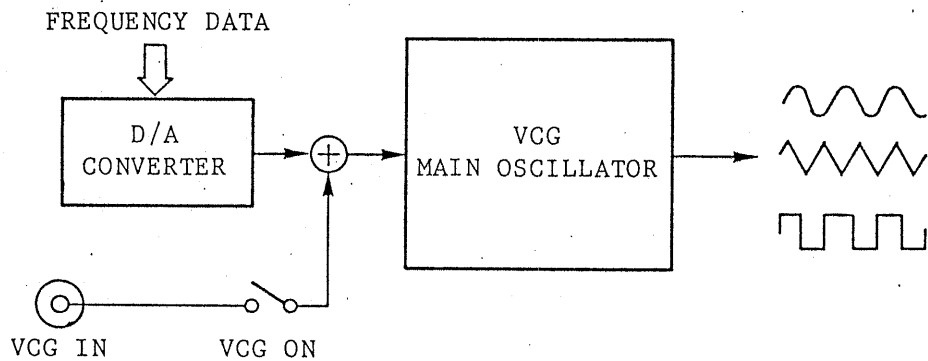 FREQUENCY DATA
D/A
CONVERTER
VCG
MAIN OSCILLATOR
VCG IN
VCG ON